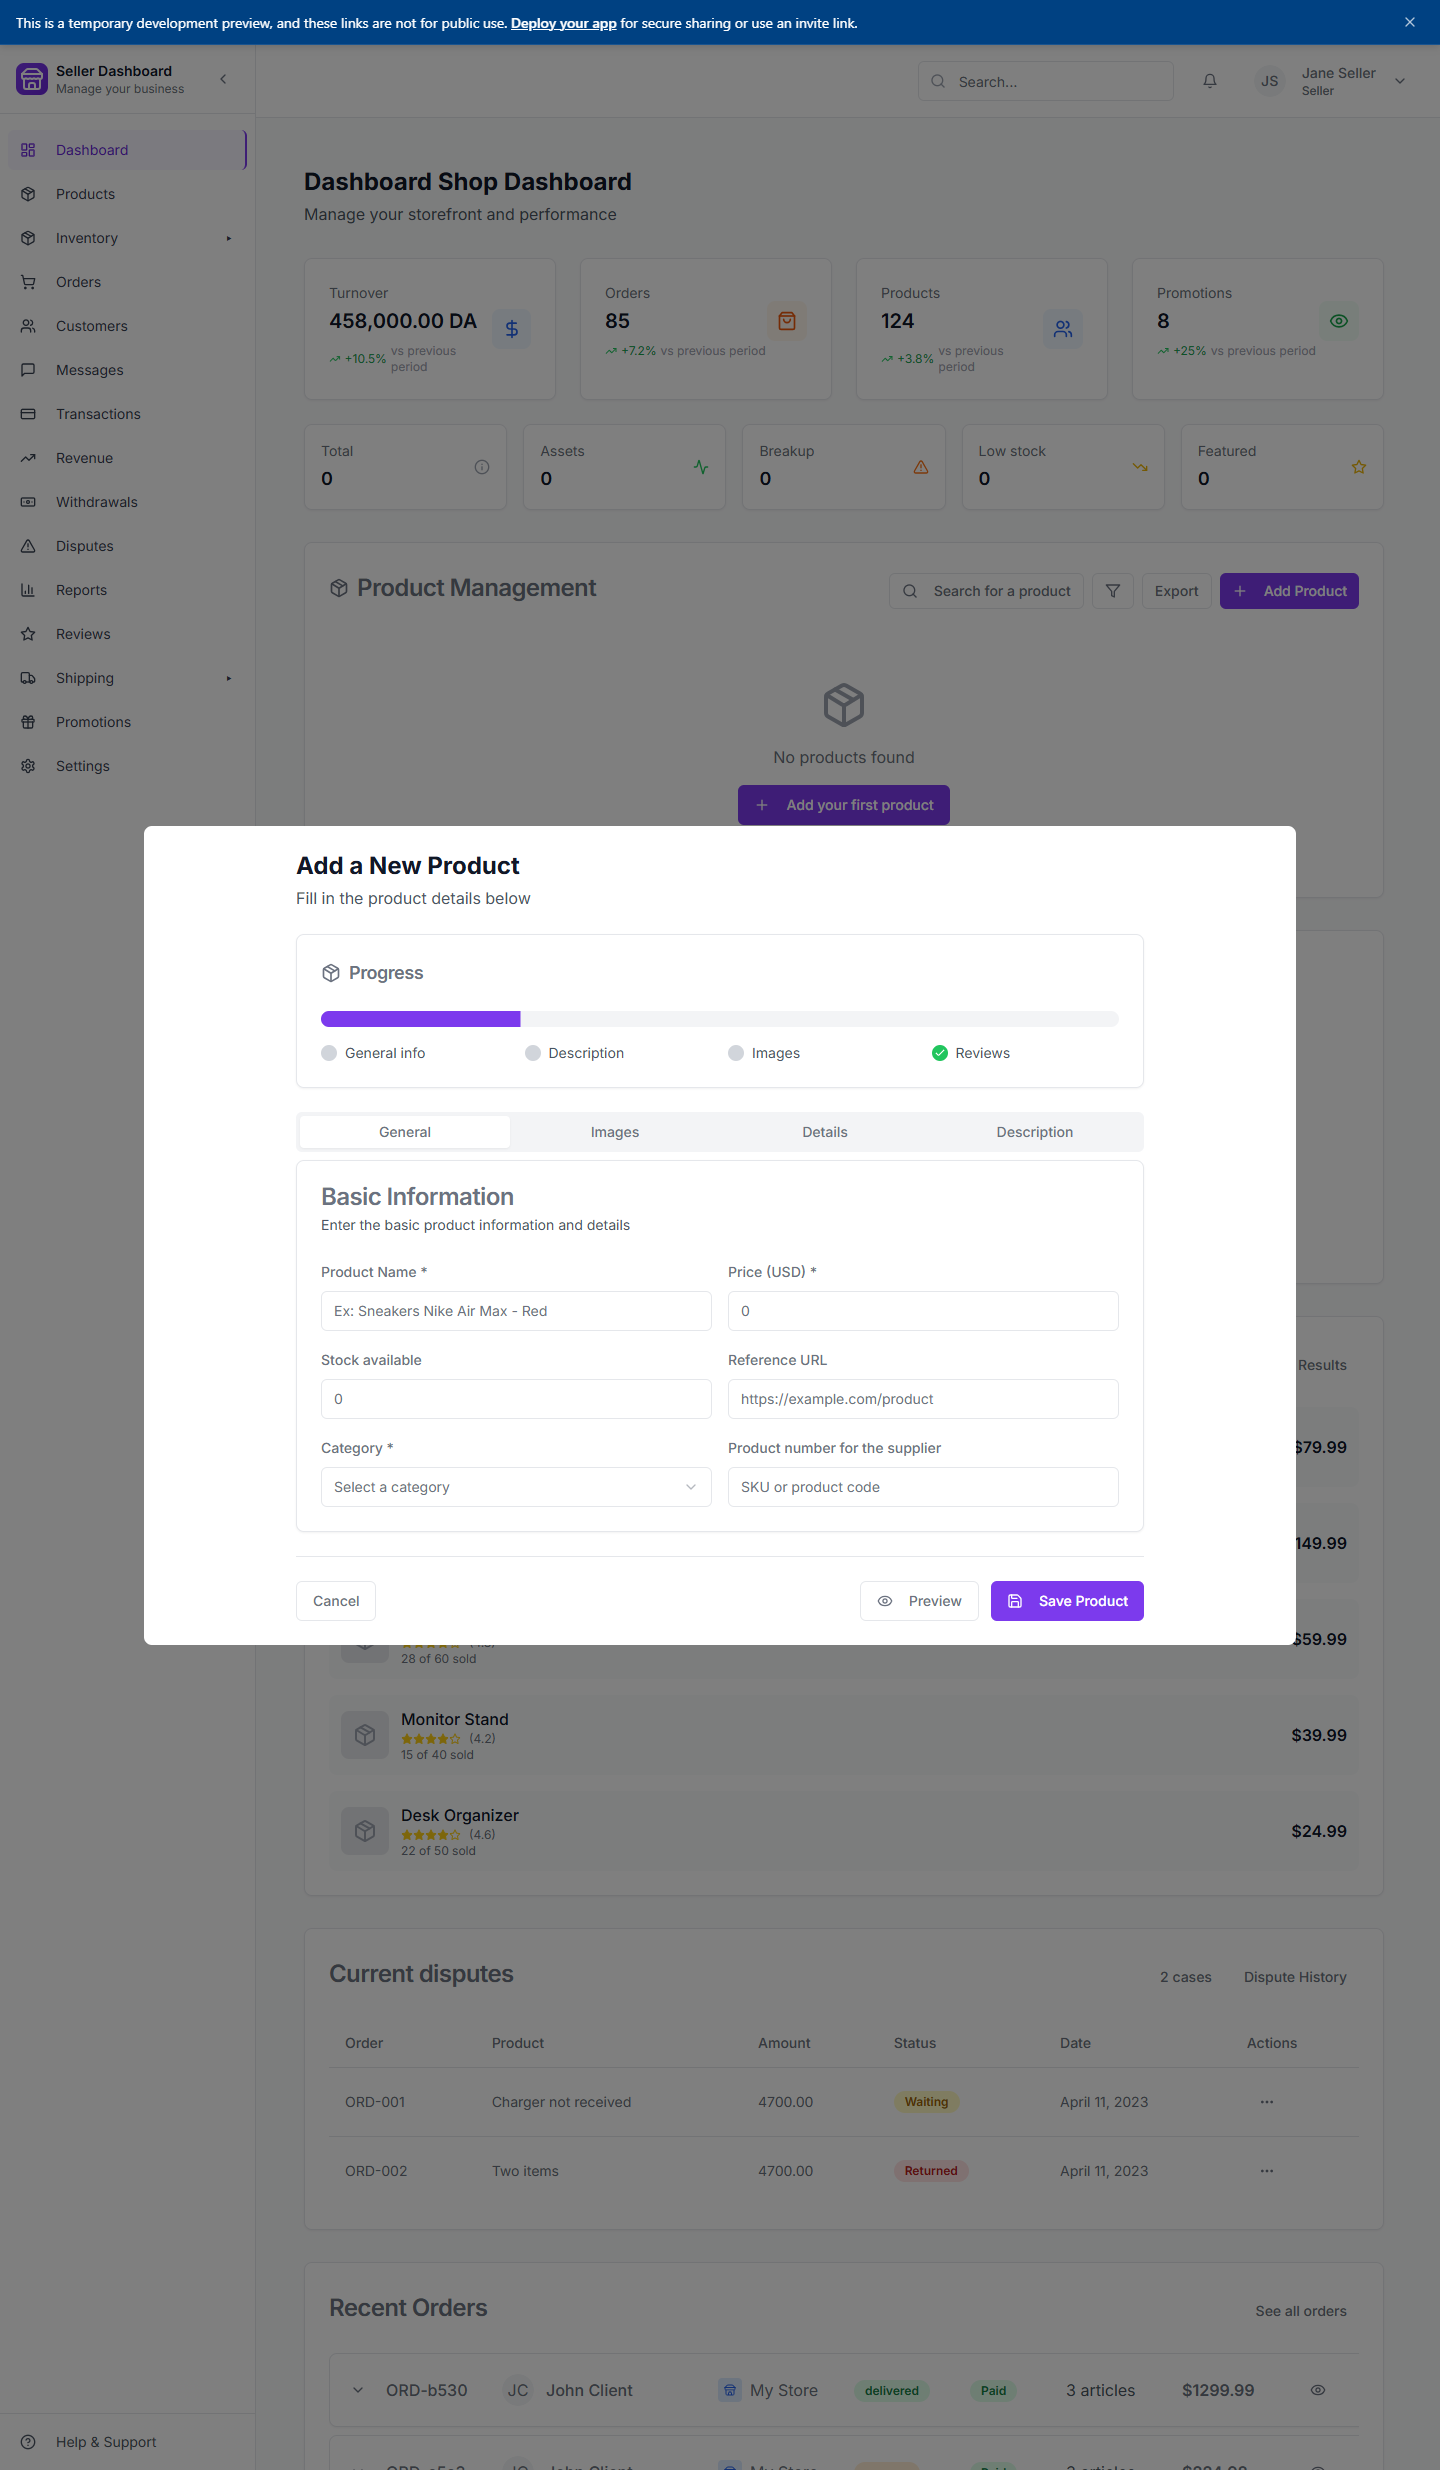 This is a temporary development preview, and these links are not for public use. Deploy your app for secure sharing or use an invite link.
Seller Dashboard
Manage your business
Search...
JS
Jane Seller
Seller
Dashboard
Products
Inventory
Orders
Customers
Messages
Transactions
Revenue
Withdrawals
Disputes
Reports
Reviews
Shipping
Promotions
Settings
Help & Support
Dashboard Shop Dashboard
Manage your storefront and performance
Turnover
458,000.00 DA
+10.5% vs previous period
Orders
85
+7.2% vs previous period
Products
124
+3.8% vs previous period
Promotions
8
+25% vs previous period
Total
0
Assets
0
Breakup
0
Low stock
0
Featured
0
Product Management
Search for a product
Export
Add Product
No products found
Add your first product
Add a New Product
Fill in the product details below
Progress
General info
Description
Images
Reviews
General
Images
Details
Description
Basic Information
Enter the basic product information and details
Product Name *
Price (USD) *
Ex: Sneakers Nike Air Max - Red
0
Stock available
Reference URL
0
https://example.com/product
Category *
Product number for the supplier
Select a category
SKU or product code
Cancel
Preview
Save Product
Results
$79.99
149.99
$59.99
28 of 60 sold
Monitor Stand
(4.2)
15 of 40 sold
$39.99
Desk Organizer
(4.6)
22 of 50 sold
$24.99
Current disputes
2 cases
Dispute History
Order Product Amount Status Date Actions
ORD-001 Charger not received 4700.00 Waiting April 11, 2023
ORD-002 Two items 4700.00 Returned April 11, 2023
Recent Orders
See all orders
ORD-b530 JC John Client My Store delivered Paid 3 articles $1299.99